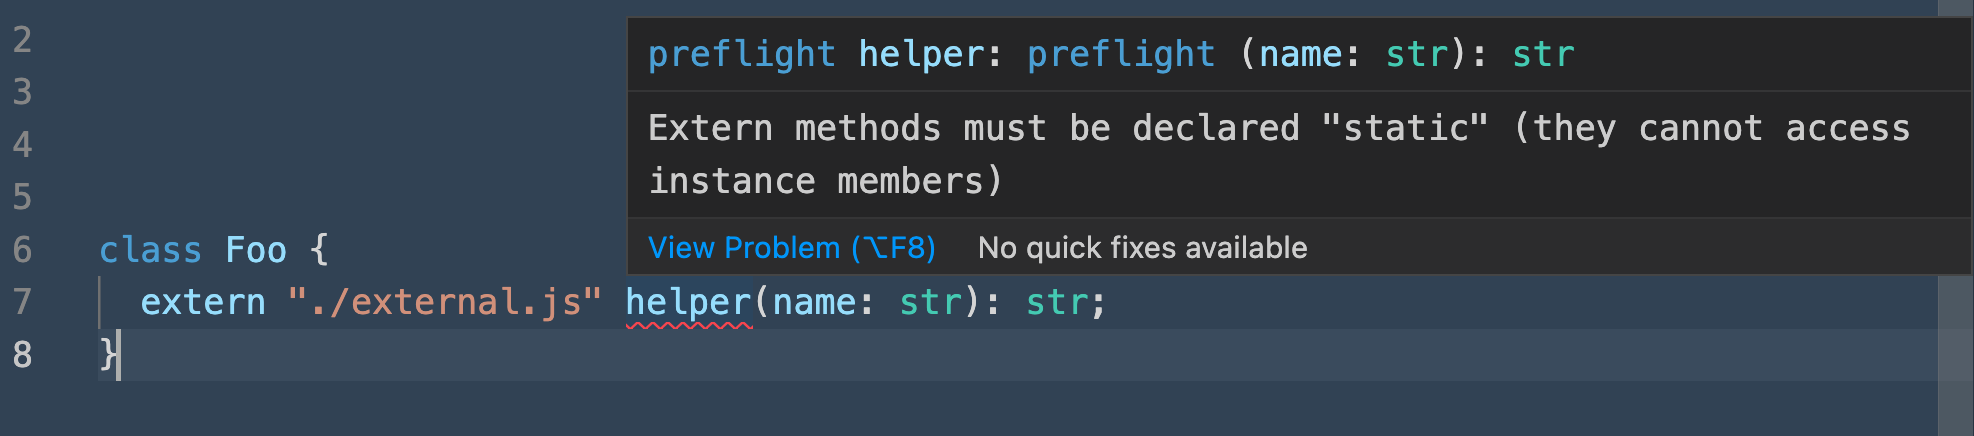 2
3
4
5
6 class Foo {
7 extern "./external.js" helper(name: str): str;
8 }
preflight helper: preflight (name: str): str
Extern methods must be declared "static" (they cannot access
instance members)
View Problem (⌥F8) No quick fixes available